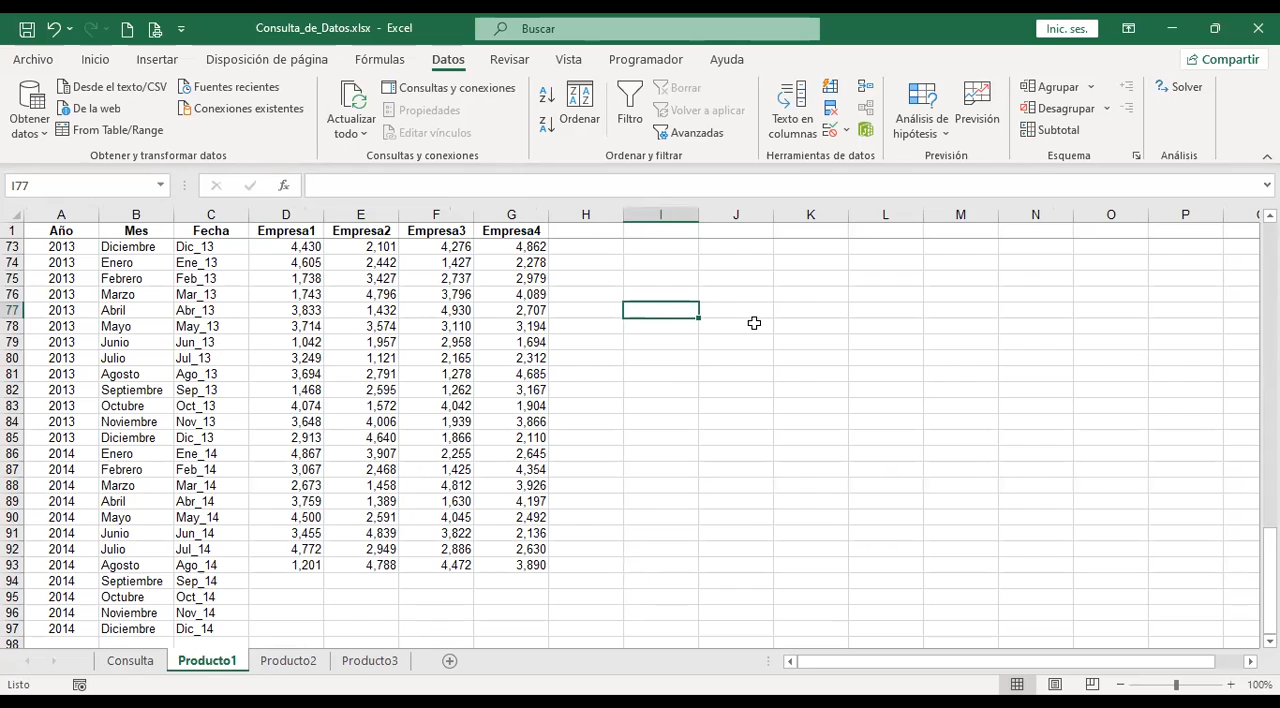 Consulta_de_Datos.xlsx - Excel
Buscar
Inic. ses.
Archivo Inicio Insertar Disposición de página Fórmulas Datos Revisar Vista Programador Ayuda
Compartir
Obtener datos
Desde el texto/CSV
De la web
From Table/Range
Fuentes recientes
Conexiones existentes
Obtener y transformar datos
Actualizar todo
Consultas y conexiones
Propiedades
Editar vínculos
Consultas y conexiones
Ordenar
Filtro
Borrar
Volver a aplicar
Avanzadas
Ordenar y filtrar
Texto en columnas
Herramientas de datos
Análisis de hipótesis
Previsión
Previsión
Agrupar
Desagrupar
Subtotal
Esquema
Solver
Análisis
I77
fx
A B C D E F G H I J K L M N O P
1 Año Mes Fecha Empresa1 Empresa2 Empresa3 Empresa4
73 2013 Diciembre Dic_13 4,430 2,101 4,276 4,862
74 2013 Enero Ene_13 4,605 2,442 1,427 2,278
75 2013 Febrero Feb_13 1,738 3,427 2,737 2,979
76 2013 Marzo Mar_13 1,743 4,796 3,796 4,089
77 2013 Abril Abr_13 3,833 1,432 4,930 2,707
78 2013 Mayo May_13 3,714 3,574 3,110 3,194
79 2013 Junio Jun_13 1,042 1,957 2,958 1,694
80 2013 Julio Jul_13 3,249 1,121 2,165 2,312
81 2013 Agosto Ago_13 3,694 2,791 1,278 4,685
82 2013 Septiembre Sep_13 1,468 2,595 1,262 3,167
83 2013 Octubre Oct_13 4,074 1,572 4,042 1,904
84 2013 Noviembre Nov_13 3,648 4,006 1,939 3,866
85 2013 Diciembre Dic_13 2,913 4,640 1,866 2,110
86 2014 Enero Ene_14 4,867 3,907 2,255 2,645
87 2014 Febrero Feb_14 3,067 2,468 1,425 4,354
88 2014 Marzo Mar_14 2,673 1,458 4,812 3,926
89 2014 Abril Abr_14 3,759 1,389 1,630 4,197
90 2014 Mayo May_14 4,500 2,591 4,045 2,492
91 2014 Junio Jun_14 3,455 4,839 3,822 2,136
92 2014 Julio Jul_14 4,772 2,949 2,886 2,630
93 2014 Agosto Ago_14 1,201 4,788 4,472 3,890
94 2014 Septiembre Sep_14
95 2014 Octubre Oct_14
96 2014 Noviembre Nov_14
97 2014 Diciembre Dic_14
98
Consulta Producto1 Producto2 Producto3
Listo
100%